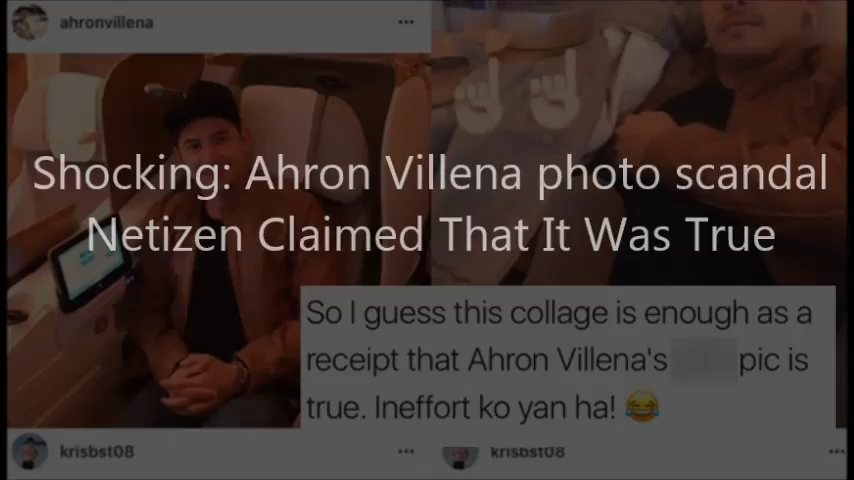 ahronvillena
Shocking: Ahron Villena photo scandal
Netizen Claimed That It Was True
So I guess this collage is enough as a
receipt that Ahron Villena's pic is
true. Ineffort ko yan ha! 😂
krisbst08
krisbst08